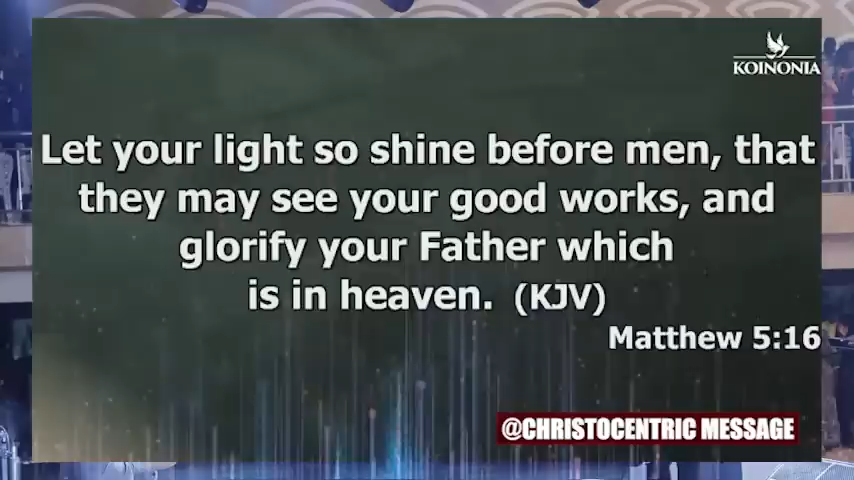 KOINONIA
Let your light so shine before men, that
they may see your good works, and
glorify your Father which
is in heaven. (KJV)
Matthew 5:16
@CHRISTOCENTRIC MESSAGE